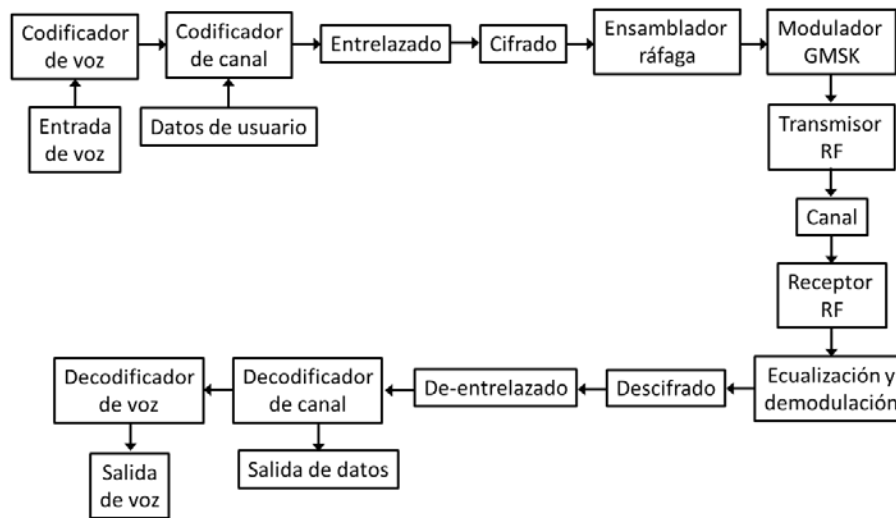 Codificador
de voz
Codificador
de canal
Entrelazado
Cifrado
Ensamblador
ráfaga
Modulador
GMSK
Entrada
de voz
Datos de usuario
Transmisor
RF
Canal
Receptor
RF
Ecualización y
demodulación
Descifrado
De-entrelazado
Decodificador
de canal
Decodificador
de voz
Salida de datos
Salida
de voz